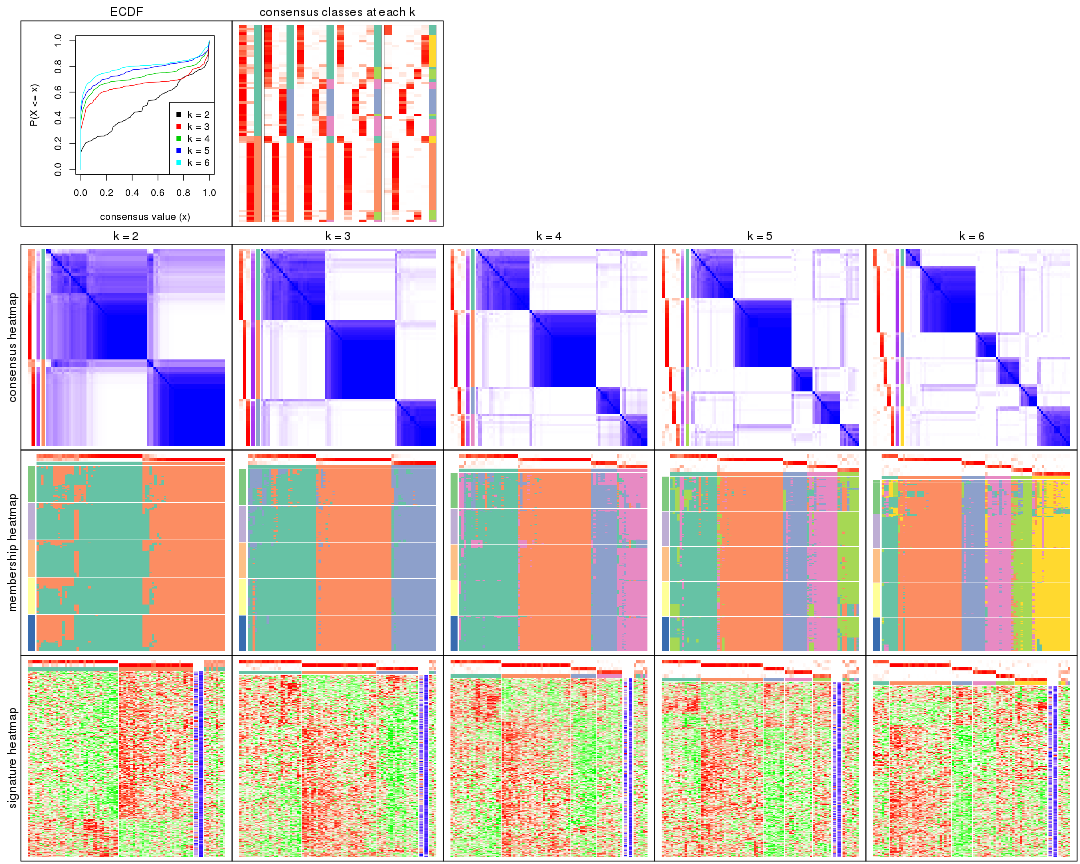 ECDF
consensus classes at each k
P(X <= x)
0.0 0.2 0.4 0.6 0.8 1.0
k = 2
k = 3
k = 4
k = 5
k = 6
0.0 0.2 0.4 0.6 0.8 1.0
consensus value (x)
k = 2
k = 3
k = 4
k = 5
k = 6
consensus heatmap
membership heatmap
signature heatmap